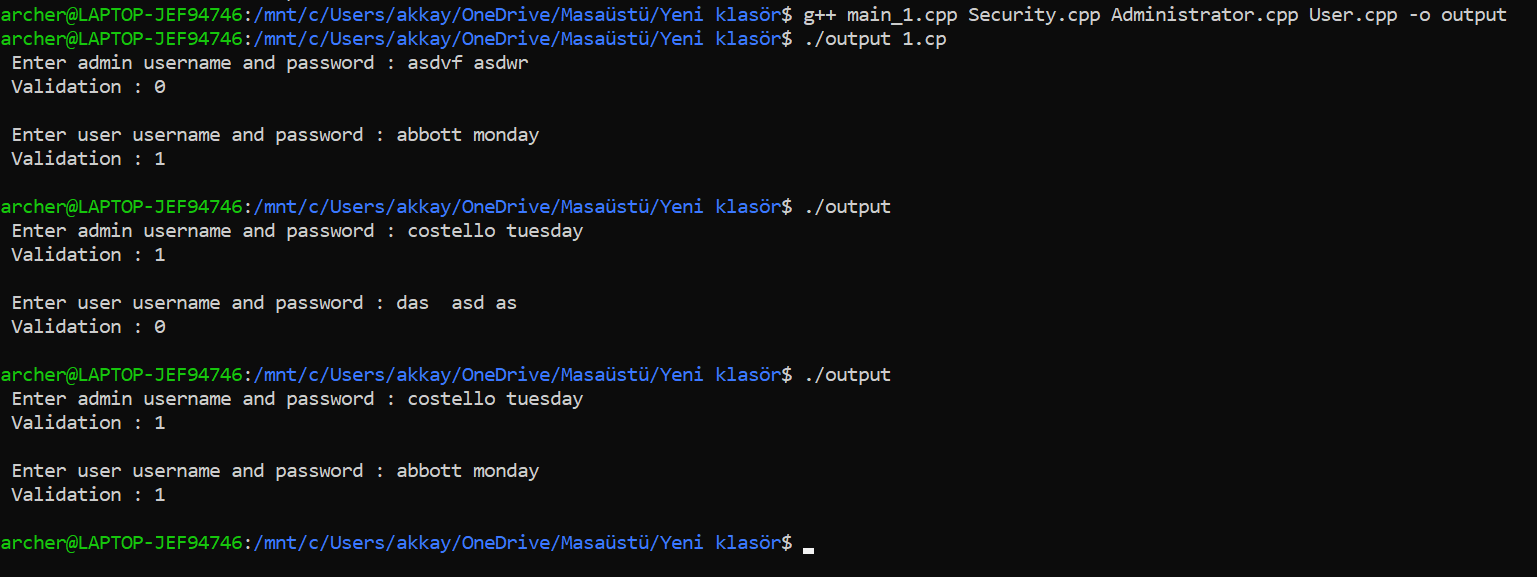 archer@LAPTOP-JEF94746:/mnt/c/Users/akkay/OneDrive/Masaüstü/Yeni klasör$ g++ main_1.cpp Security.cpp Administrator.cpp User.cpp -o output
archer@LAPTOP-JEF94746:/mnt/c/Users/akkay/OneDrive/Masaüstü/Yeni klasör$ ./output 1.cp
Enter admin username and password : asdvf asdwr
Validation : 0
Enter user username and password : abbott monday
Validation : 1
archer@LAPTOP-JEF94746:/mnt/c/Users/akkay/OneDrive/Masaüstü/Yeni klasör$ ./output
Enter admin username and password : costello tuesday
Validation : 1
Enter user username and password : das  asd as
Validation : 0
archer@LAPTOP-JEF94746:/mnt/c/Users/akkay/OneDrive/Masaüstü/Yeni klasör$ ./output
Enter admin username and password : costello tuesday
Validation : 1
Enter user username and password : abbott monday
Validation : 1
archer@LAPTOP-JEF94746:/mnt/c/Users/akkay/OneDrive/Masaüstü/Yeni klasör$